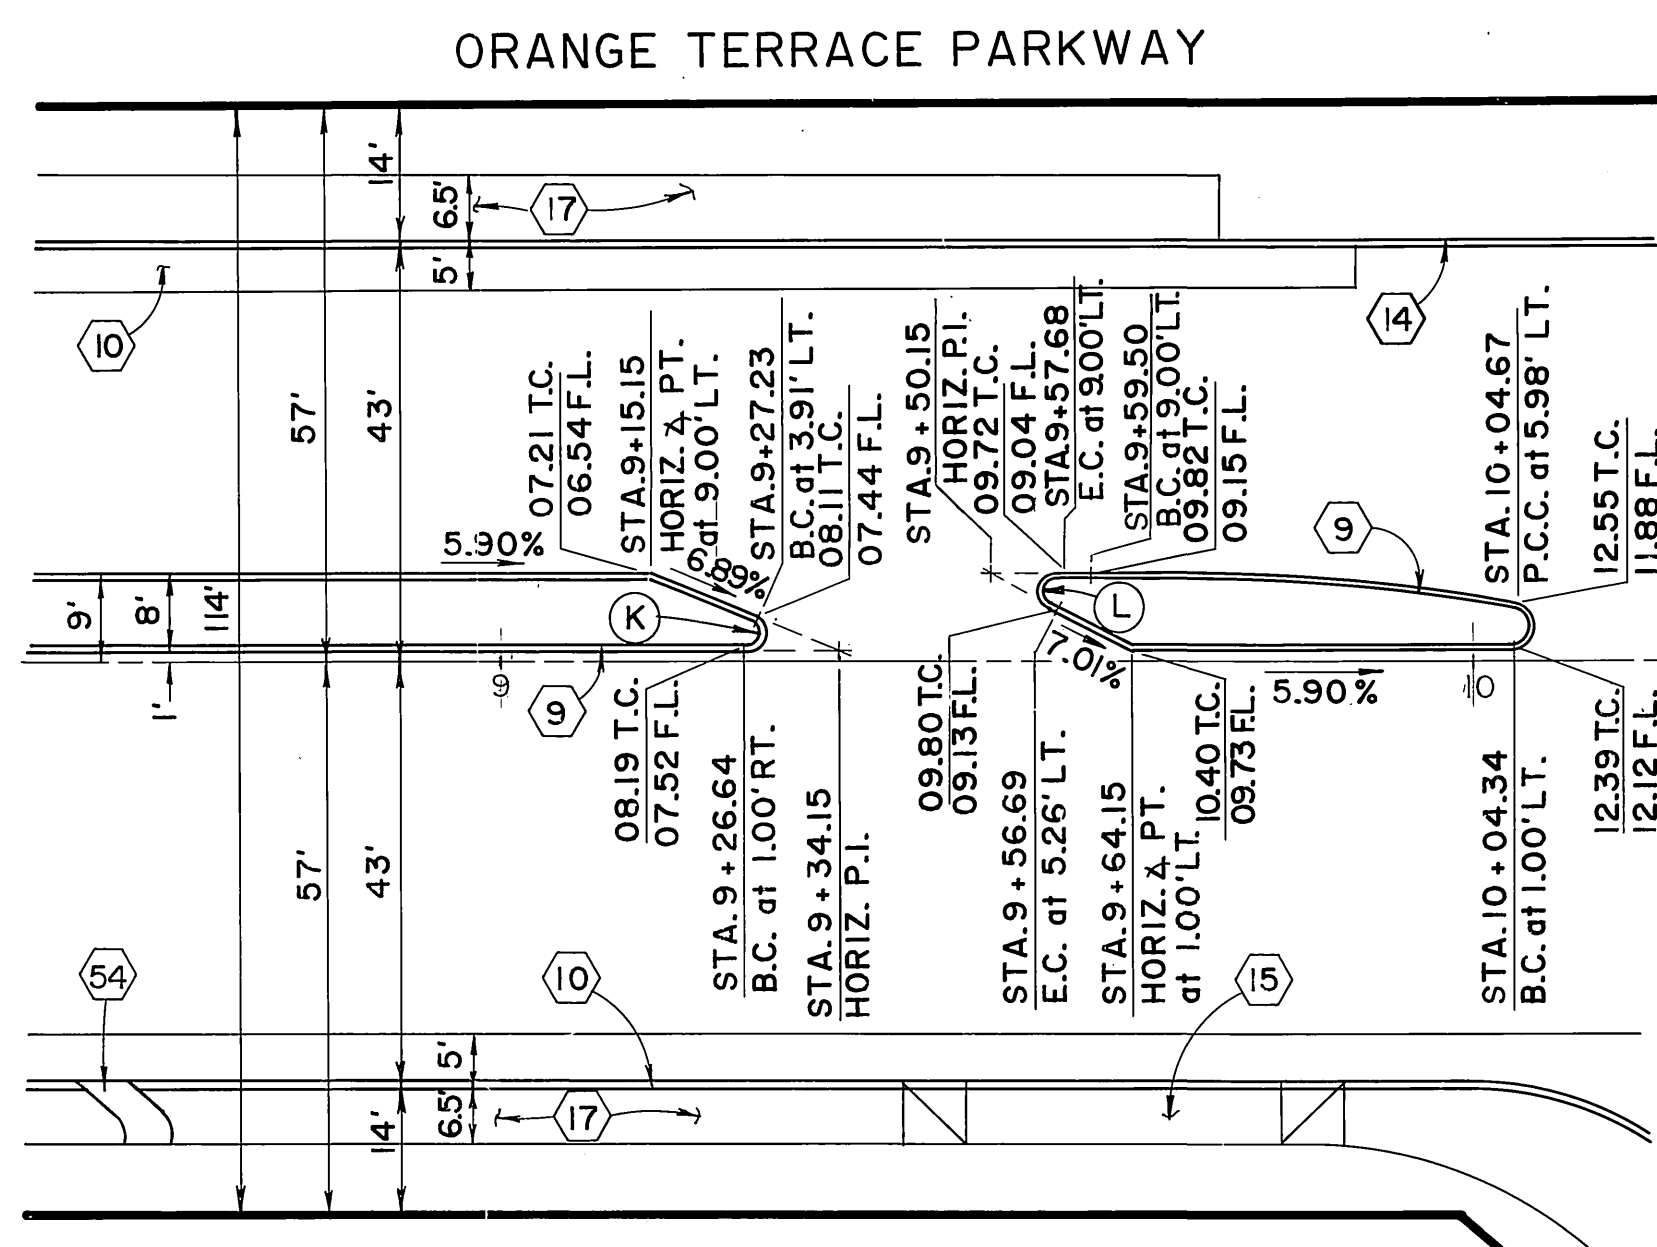 ORANGE TERRACE PARKWAY
14'
6.5'
17
5'
10
14
57'
43'
07.21 T.C.
06.54 F.L.
STA.9+15.15
HORIZ. ∡ PT.
at 9.00' LT.
STA.9+27.23
B.C. at 3.91' LT.
08.11 T.C.
07.44 F.L.
STA.9+50.15
HORIZ. P.I.
09.72 T.C.
09.04 F.L.
STA.9+57.68
E.C. at 9.00' LT.
STA.9+59.50
B.C. at 9.00' LT.
09.82 T.C.
09.15 F.L.
STA.10+04.67
P.C.C. at 5.98' LT.
12.55 T.C.
11.88 F.L.
9
5.90%
6.89%
9'
8'
114'
K
L
1'
9
9
7.01%
5.90%
10
08.19 T.C.
07.52 F.L.
STA.9+26.64
B.C. at 1.00' RT.
STA.9+34.15
HORIZ. P.I.
09.80 T.C.
09.13 F.L.
STA.9+56.69
E.C. at 5.26' LT.
STA.9+64.15
HORIZ. ∡ PT.
at 1.00' LT.
10.40 T.C.
09.73 F.L.
STA.10+04.34
B.C. at 1.00' LT.
12.39 T.C.
12.12 F.L.
57'
43'
54
10
15
5'
6.5'
17
14'